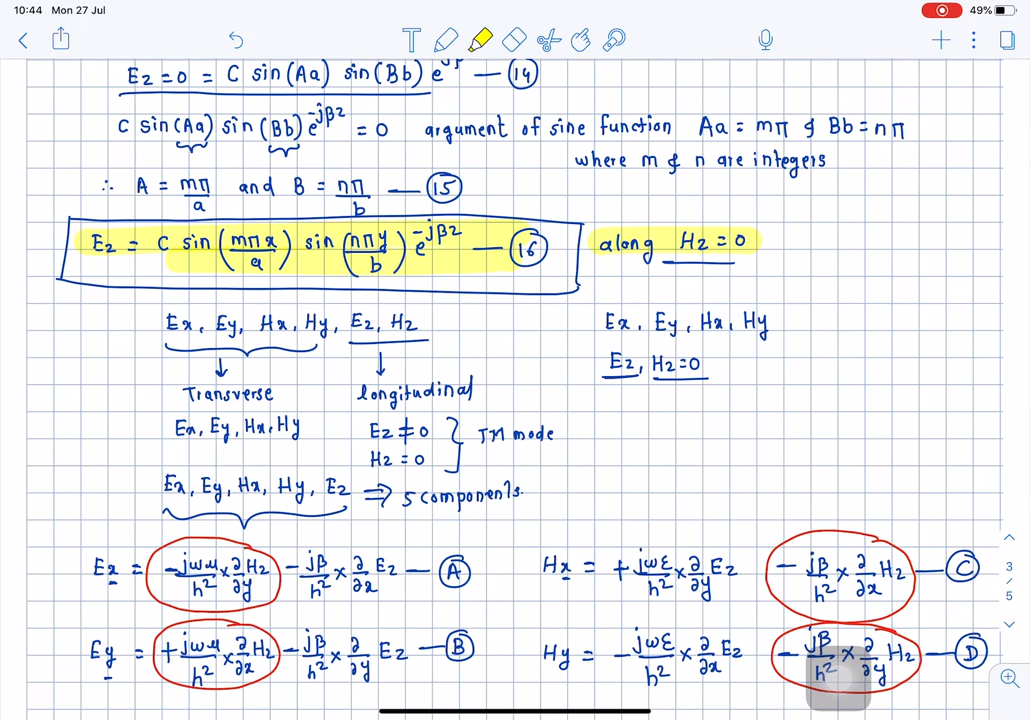 10:44 Mon 27 Jul 49%
Ez=0 = C sin(Aa) sin(Bb) e — (14)
C sin(Aa) sin(Bb) e^-jβz = 0 argument of sine function Aa = mπ & Bb = nπ
where m & n are integers
∴ A = mπ/a and B = nπ/b — (15)
Ez = C sin(mπx/a) sin(nπy/b) e^-jβz — (16) along Hz = 0
Ex, Ey, Hx, Hy, Ez, Hz Ex, Ey, Hx, Hy
Ez, Hz=0
↓ ↓
Transverse longitudinal
Ex, Ey, Hx, Hy Ez ≠ 0 } TM mode
Hz = 0
Ex, Ey, Hx, Hy, Ez ⇒ 5 components.
Ex = -jωμ/h² × ∂/∂y Hz - jβ/h² × ∂/∂x Ez — (A) Hx = +jωε/h² × ∂/∂y Ez - jβ/h² × ∂/∂x Hz — (C)
Ey = +jωμ/h² × ∂/∂x Hz - jβ/h² × ∂/∂y Ez — (B) Hy = -jωε/h² × ∂/∂x Ez - jβ/h² × ∂/∂y Hz — (D)
3
/
5